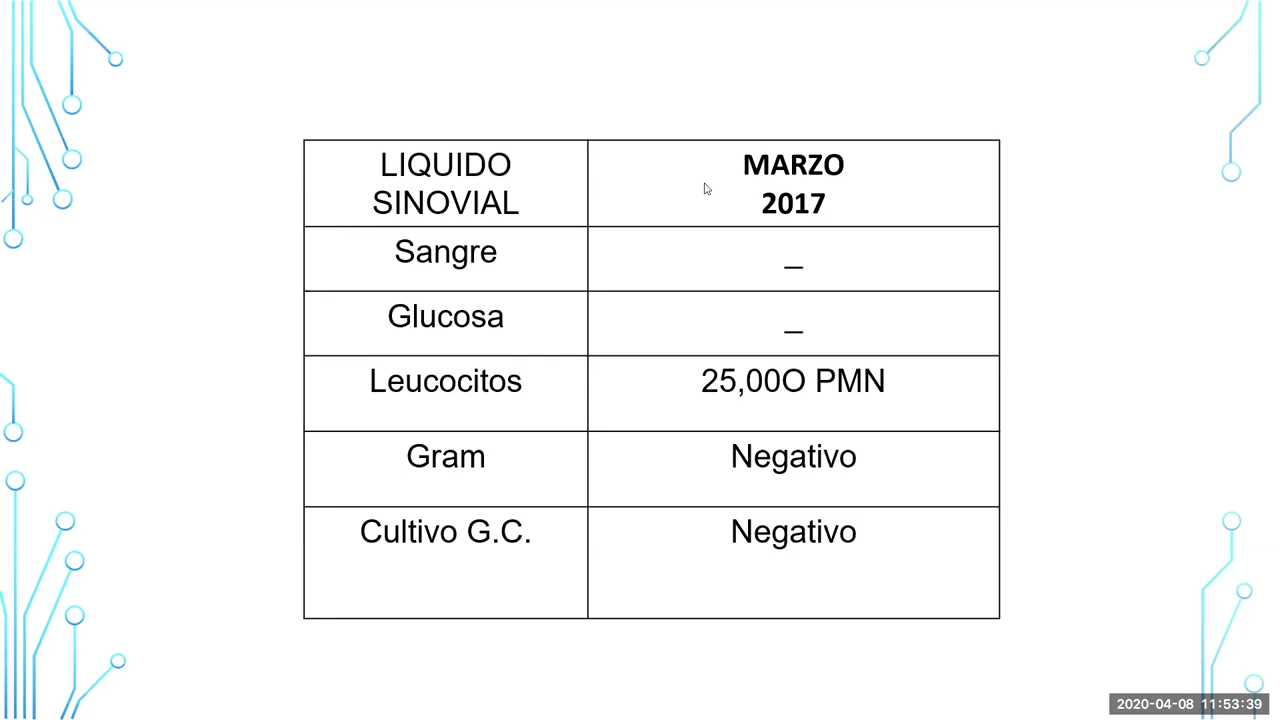 LIQUIDO
SINOVIAL
MARZO
2017
Sangre
_
Glucosa
_
Leucocitos
25,00O PMN
Gram
Negativo
Cultivo G.C.
Negativo
2020-04-08 11:53:39